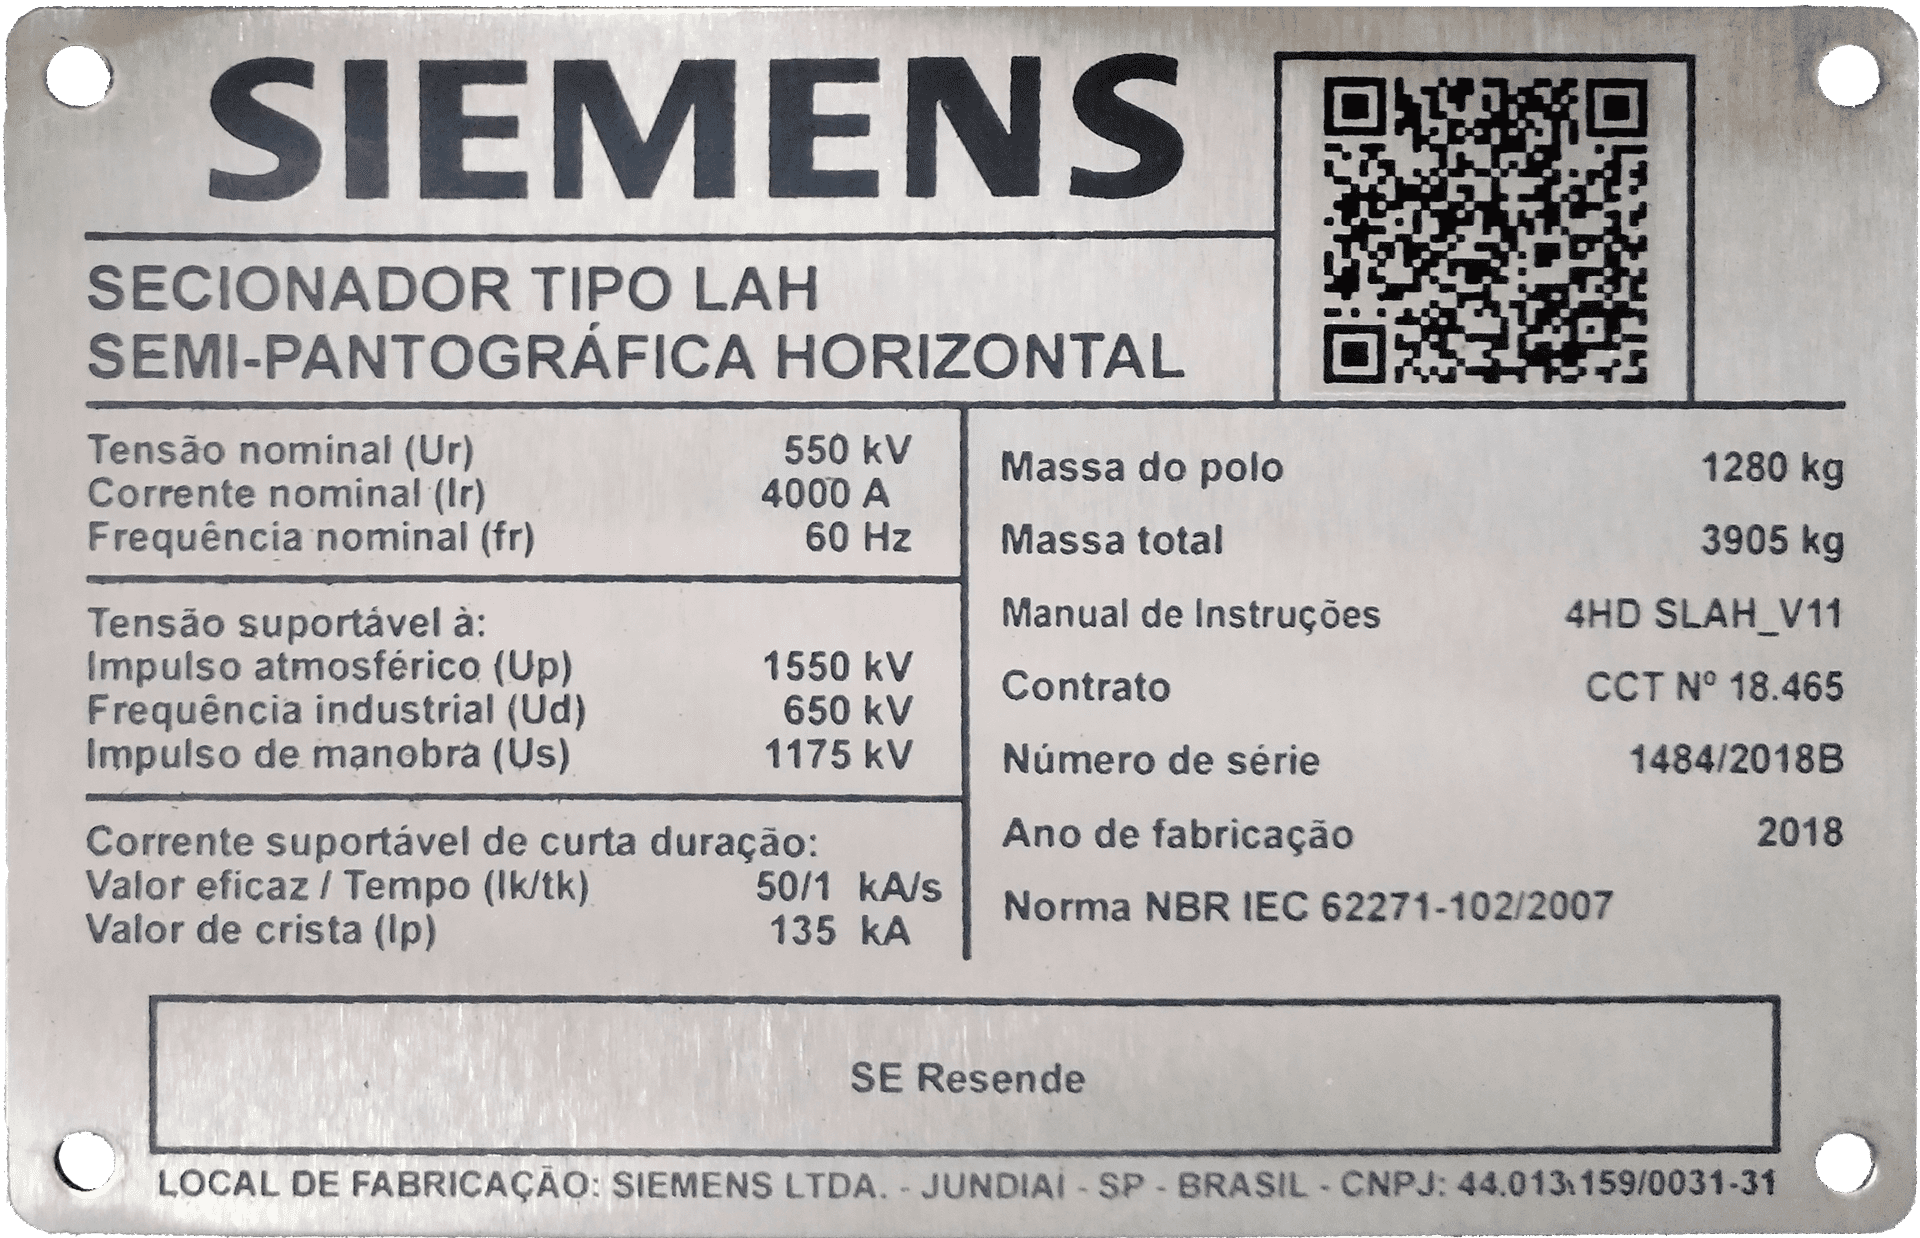 SIEMENS
SECIONADOR TIPO LAH
SEMI-PANTOGRÁFICA HORIZONTAL
Tensão nominal (Ur) 550 kV
Corrente nominal (Ir) 4000 A
Frequência nominal (fr) 60 Hz
Tensão suportável à:
Impulso atmosférico (Up) 1550 kV
Frequência industrial (Ud) 650 kV
Impulso de manobra (Us) 1175 kV
Corrente suportável de curta duração:
Valor eficaz / Tempo (Ik/tk) 50/1 kA/s
Valor de crista (Ip) 135 kA
Massa do polo 1280 kg
Massa total 3905 kg
Manual de Instruções 4HD SLAH_V11
Contrato CCT Nº 18.465
Número de série 1484/2018B
Ano de fabricação 2018
Norma NBR IEC 62271-102/2007
SE Resende
LOCAL DE FABRICAÇÃO: SIEMENS LTDA. - JUNDIAÍ - SP - BRASIL - CNPJ: 44.013.159/0031-31